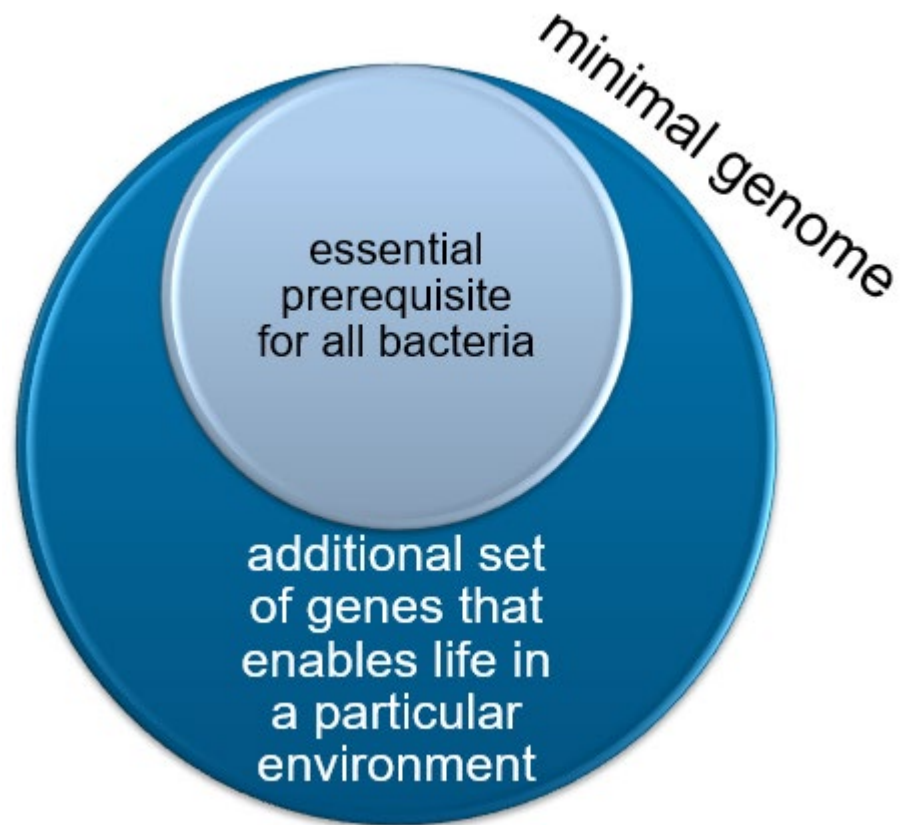 minimal genome
essential
prerequisite
for all bacteria
additional set
of genes that
enables life in
a particular
environment